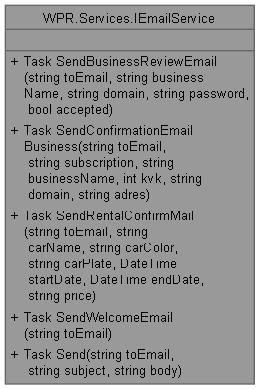 WPR.Services.IEmailService
+ Task SendBusinessReviewEmail
(string toEmail, string business
Name, string domain, string password,
bool accepted)
+ Task SendConfirmationEmail
Business(string toEmail,
string subscription, string
businessName, int kvk, string
domain, string adres)
+ Task SendRentalConfirmMail
(string toEmail, string
carName, string carColor,
string carPlate, DateTime
startDate, DateTime endDate,
string price)
+ Task SendWelcomeEmail
(string toEmail)
+ Task Send(string toEmail,
string subject, string body)